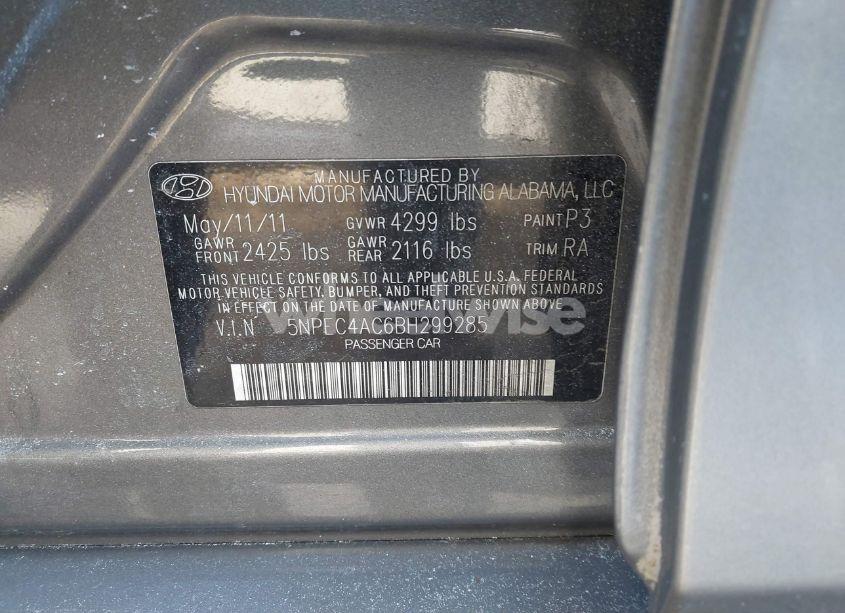 MANUFACTURED BY
HYUNDAI MOTOR MANUFACTURING ALABAMA, LLC
May/11/11 GVWR 4299 lbs PAINT P3
GAWR FRONT 2425 lbs GAWR REAR 2116 lbs TRIM RA
THIS VEHICLE CONFORMS TO ALL APPLICABLE U.S.A. FEDERAL
MOTOR VEHICLE SAFETY, BUMPER, AND THEFT PREVENTION STANDARDS
IN EFFECT ON THE DATE OF MANUFACTURE SHOWN ABOVE
V.I.N 5NPEC4AC6BH299285
PASSENGER CAR